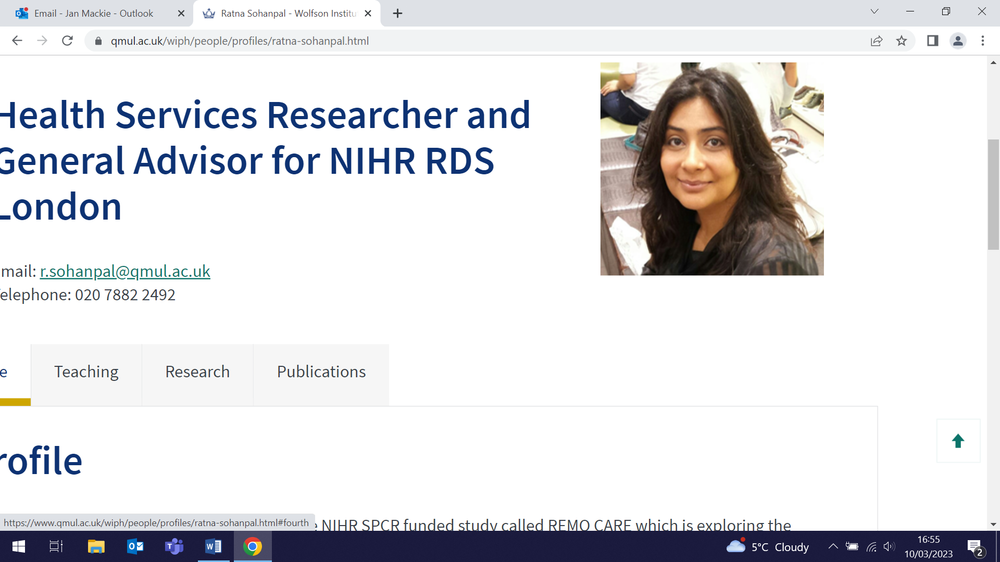 Email - Jan Mackie - Outlook
Ratna Sohanpal - Wolfson Institu
qmul.ac.uk/wiph/people/profiles/ratna-sohanpal.html
Health Services Researcher and
General Advisor for NIHR RDS
London
mail: r.sohanpal@qmul.ac.uk
elephone: 020 7882 2492
e
Teaching
Research
Publications
rofile
e NIHR SPCR funded study called REMO CARE which is exploring the
https://www.qmul.ac.uk/wiph/people/profiles/ratna-sohanpal.html#fourth
5°C Cloudy
16:55
10/03/2023
2